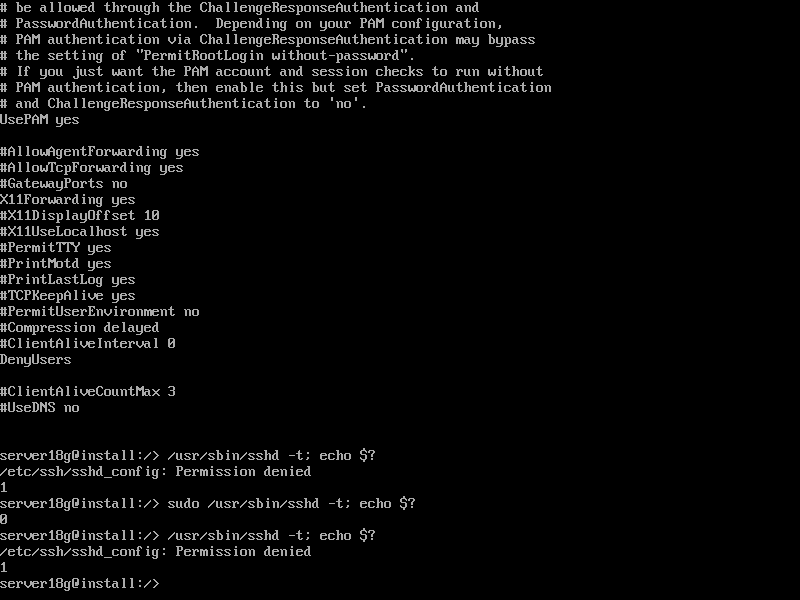 # be allowed through the ChallengeResponseAuthentication and
# PasswordAuthentication.  Depending on your PAM configuration,
# PAM authentication via ChallengeResponseAuthentication may bypass
# the setting of "PermitRootLogin without-password".
# If you just want the PAM account and session checks to run without
# PAM authentication, then enable this but set PasswordAuthentication
# and ChallengeResponseAuthentication to 'no'.
UsePAM yes

#AllowAgentForwarding yes
#AllowTcpForwarding yes
#GatewayPorts no
X11Forwarding yes
#X11DisplayOffset 10
#X11UseLocalhost yes
#PermitTTY yes
#PrintMotd yes
#PrintLastLog yes
#TCPKeepAlive yes
#PermitUserEnvironment no
#Compression delayed
#ClientAliveInterval 0
DenyUsers

#ClientAliveCountMax 3
#UseDNS no

server18g@install:/> /usr/sbin/sshd -t; echo $?
/etc/ssh/sshd_config: Permission denied
1
server18g@install:/> sudo /usr/sbin/sshd -t; echo $?
0
server18g@install:/> /usr/sbin/sshd -t; echo $?
/etc/ssh/sshd_config: Permission denied
1
server18g@install:/>